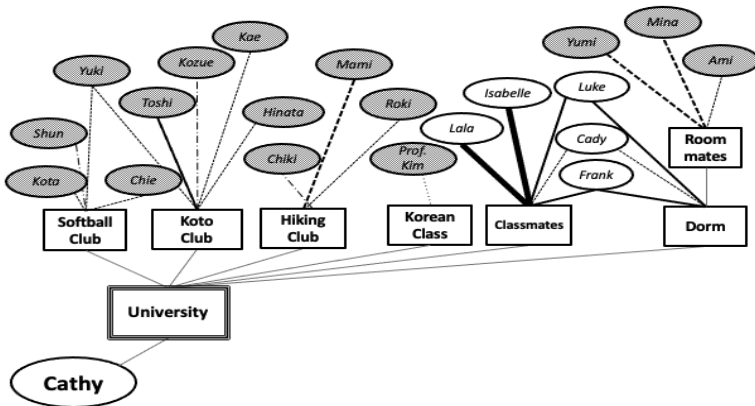 Mina
Kae
Yumi
Kozue
Ami
Yuki
Mami
Isabelle
Luke
Toshi
Hinata
Roki
Lala
Shun
Cady
Room
mates
Chiki
Prof.
Kim
Frank
Kota
Chie
Softball
Club
Koto
Club
Hiking
Club
Korean
Class
Classmates
Dorm
University
Cathy